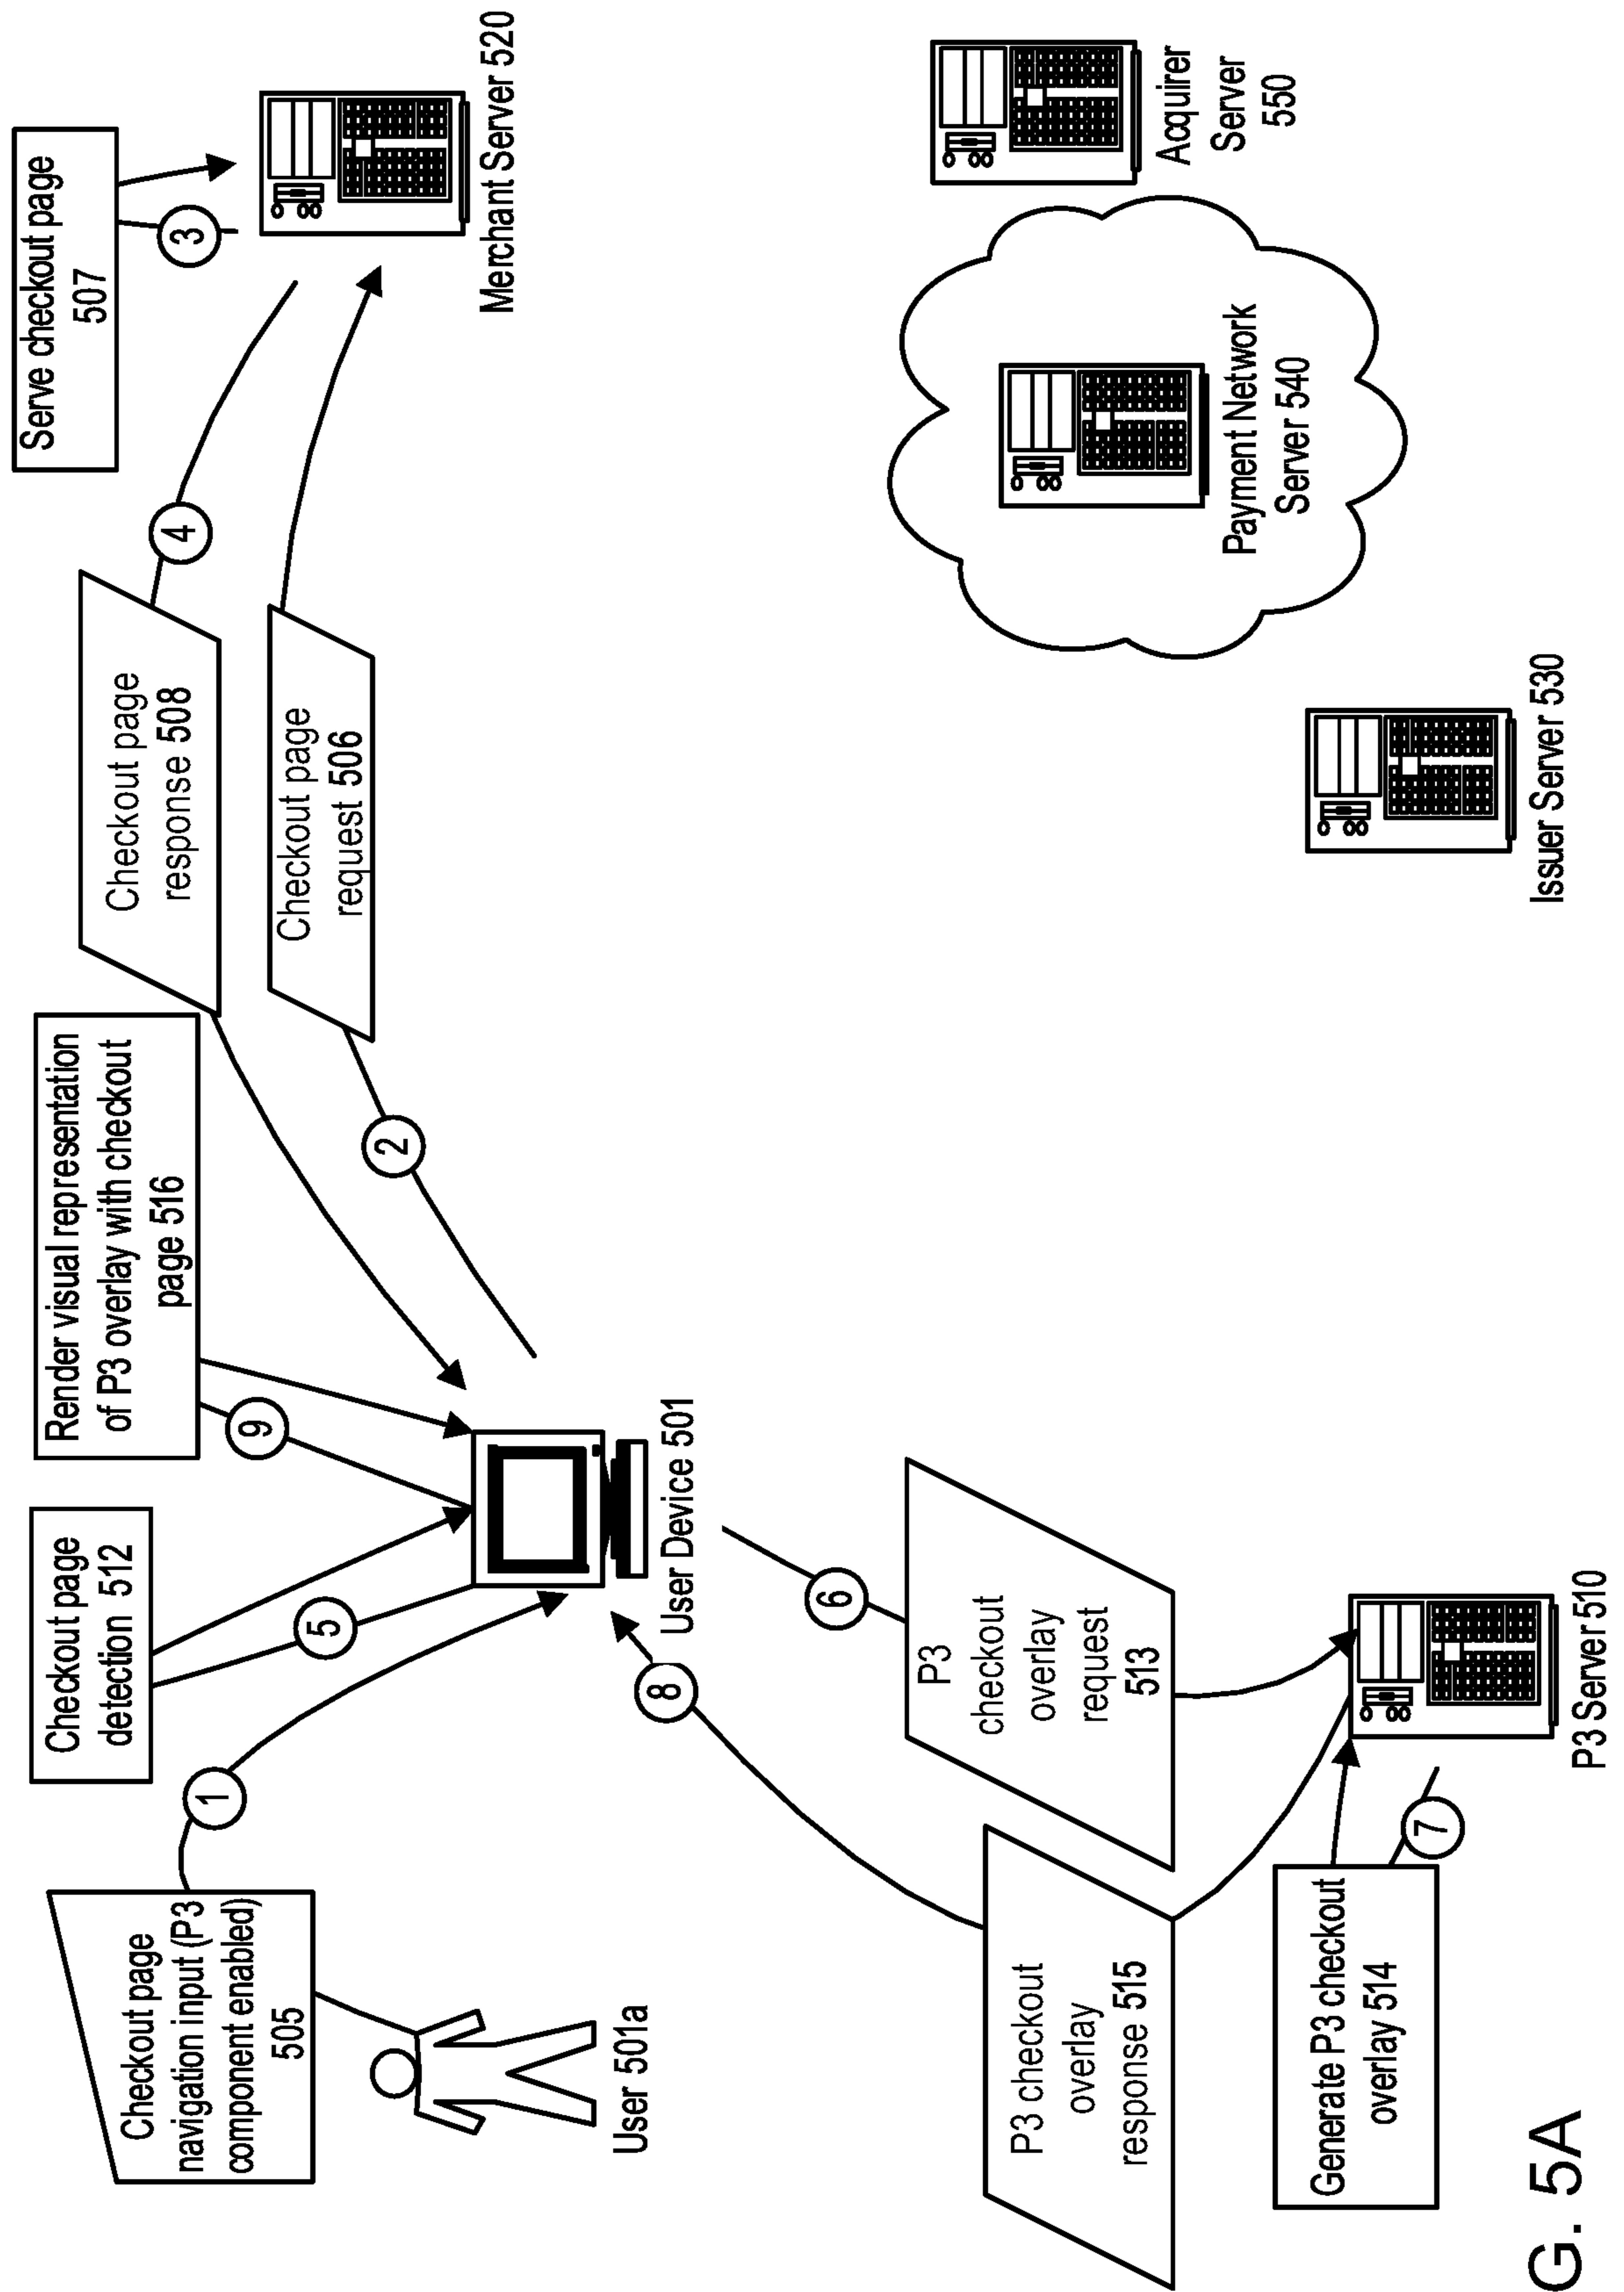 Checkout page
navigation input (P3
component enabled)
505
User 501a
1
Checkout page
detection 512
5
Render visual representation
of P3 overlay with checkout
page 516
9
User Device 501
2
Checkout page
request 506
Checkout page
response 508
4
Serve checkout page
507
3
Merchant Server 520
P3 checkout
overlay
response 515
8
P3
checkout
overlay
request
513
6
Generate P3 checkout
overlay 514
7
P3 Server 510
Issuer Server 530
Payment Network
Server 540
Acquirer
Server
550
G. 5A